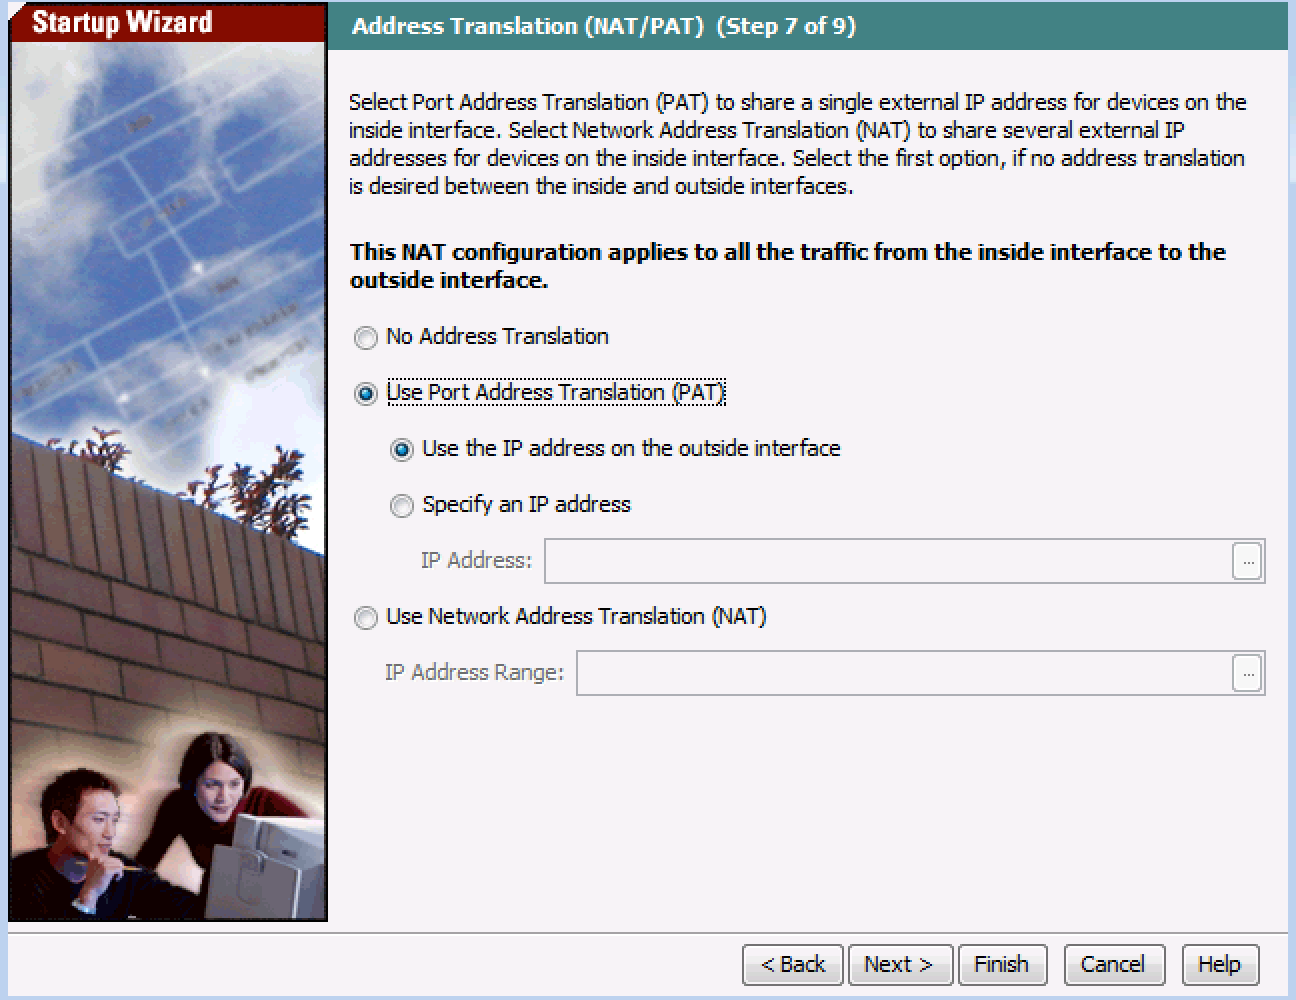 Startup Wizard
Address Translation (NAT/PAT)  (Step 7 of 9)
Select Port Address Translation (PAT) to share a single external IP address for devices on the
inside interface. Select Network Address Translation (NAT) to share several external IP
addresses for devices on the inside interface. Select the first option, if no address translation
is desired between the inside and outside interfaces.
This NAT configuration applies to all the traffic from the inside interface to the
outside interface.
No Address Translation
Use Port Address Translation (PAT)
Use the IP address on the outside interface
Specify an IP address
IP Address:
...
Use Network Address Translation (NAT)
IP Address Range:
...
< Back
Next >
Finish
Cancel
Help